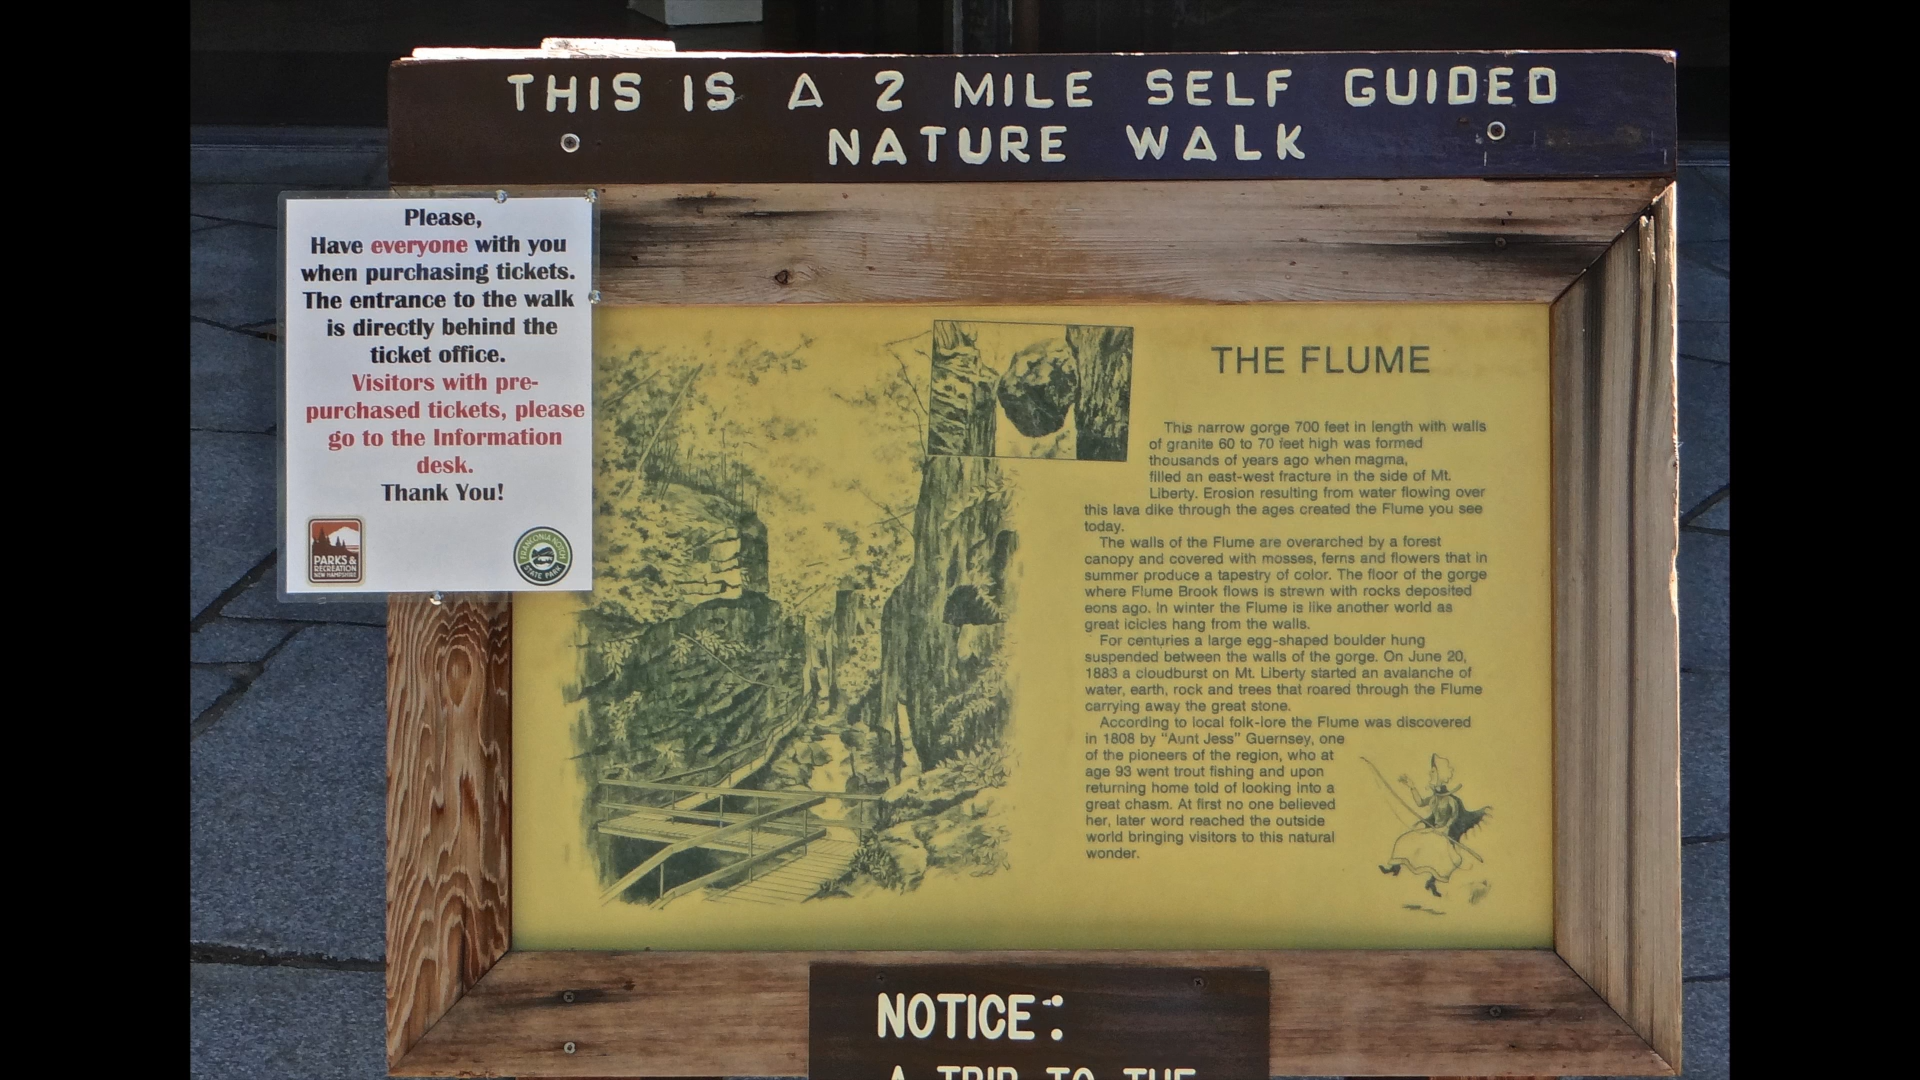 THIS IS A 2 MILE SELF GUIDED
NATURE WALK
Please,
Have everyone with you
when purchasing tickets.
The entrance to the walk
is directly behind the
ticket office.
Visitors with pre-
purchased tickets, please
go to the Information
desk.
Thank You!
PARKS &
RECREATION
NEW HAMPSHIRE
FRANCONIA NOTCH
STATE PARK
THE FLUME
This narrow gorge 700 feet in length with walls
of granite 60 to 70 feet high was formed
thousands of years ago when magma,
filled an east-west fracture in the side of Mt.
Liberty. Erosion resulting from water flowing over
this lava dike through the ages created the Flume you see
today.
The walls of the Flume are overarched by a forest
canopy and covered with mosses, ferns and flowers that in
summer produce a tapestry of color. The floor of the gorge
where Flume Brook flows is strewn with rocks deposited
eons ago. In winter the Flume is like another world as
great icicles hang from the walls.
For centuries a large egg-shaped boulder hung
suspended between the walls of the gorge. On June 20,
1883 a cloudburst on Mt. Liberty started an avalanche of
water, earth, rock and trees that roared through the Flume
carrying away the great stone.
According to local folk-lore the Flume was discovered
in 1808 by "Aunt Jess" Guernsey, one
of the pioneers of the region, who at
age 93 went trout fishing and upon
returning home told of looking into a
great chasm. At first no one believed
her, later word reached the outside
world bringing visitors to this natural
wonder.
NOTICE:
A TRIP TO THE